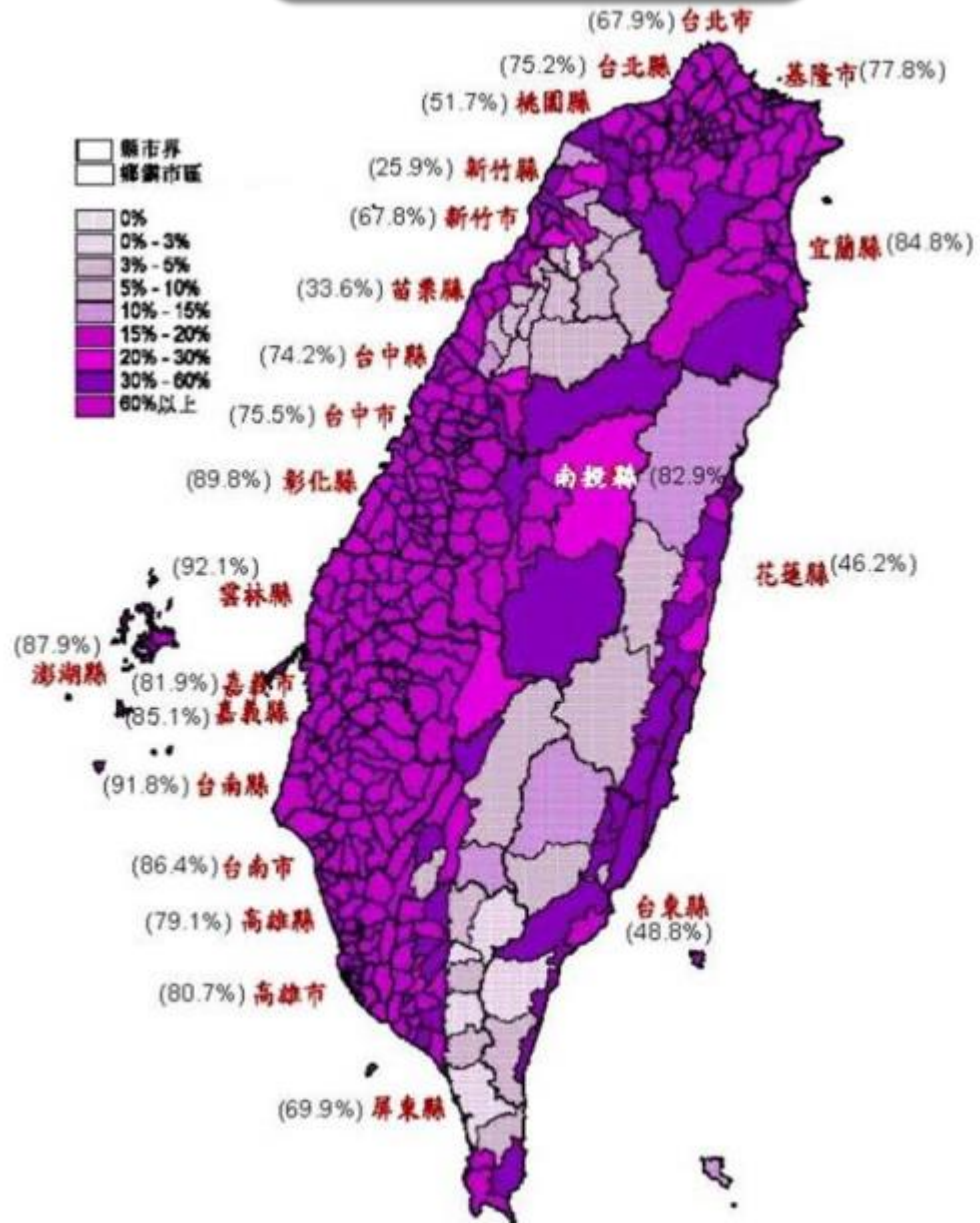 (67.9%) 台北市
(75.2%) 台北縣
基隆市(77.8%)
(51.7%) 桃園縣
縣市界
鄉鎮市區
(25.9%) 新竹縣
(67.8%) 新竹市
0%
0% - 3%
3% - 5%
5% - 10%
10% - 15%
15% - 20%
20% - 30%
30% - 60%
60%以上
宜蘭縣(84.8%)
(33.6%) 苗栗縣
(74.2%) 台中縣
(75.5%) 台中市
(89.8%) 彰化縣
南投縣 (82.9%
(92.1%)
雲林縣
花蓮縣(46.2%)
(87.9%)
澎湖縣
(81.9%) 嘉義市
(85.1%) 嘉義縣
(91.8%) 台南縣
(86.4%) 台南市
(79.1%) 高雄縣
台東縣
(48.8%)
(80.7%) 高雄市
(69.9%) 屏東縣